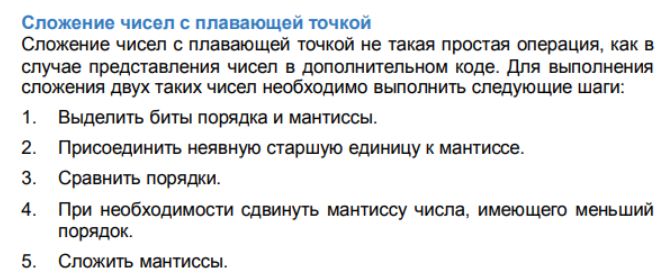 Сложение чисел с плавающей точкой
Сложение чисел с плавающей точкой не такая простая операция, как в
случае представления чисел в дополнительном коде. Для выполнения
сложения двух таких чисел необходимо выполнить следующие шаги:
1. Выделить биты порядка и мантиссы.
2. Присоединить неявную старшую единицу к мантиссе.
3. Сравнить порядки.
4. При необходимости сдвинуть мантиссу числа, имеющего меньший
порядок.
5. Сложить мантиссы.